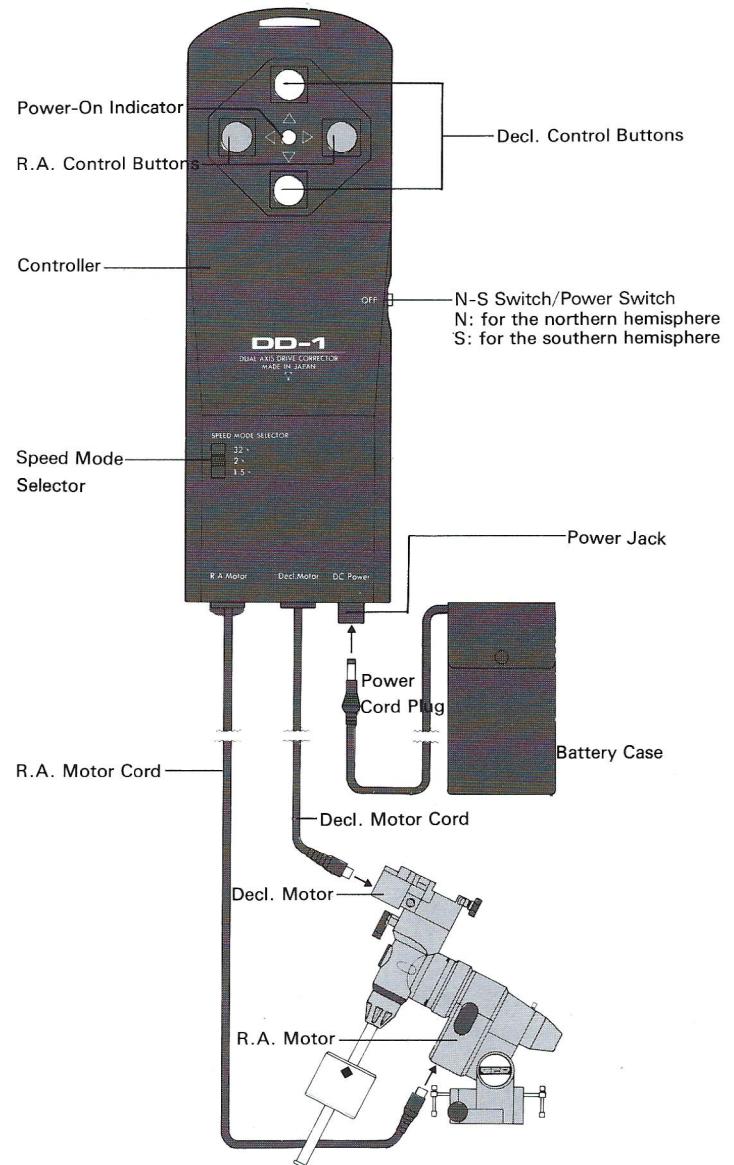 Power-On Indicator
Decl. Control Buttons
R.A. Control Buttons
Controller
OFF
N-S Switch/Power Switch
N: for the northern hemisphere
S: for the southern hemisphere
DD-1
DUAL AXIS DRIVE CORRECTOR
MADE IN JAPAN
SPEED MODE SELECTOR
32×
2×
1.5×
Speed Mode
Selector
Power Jack
R.A.Motor
Decl.Motor
DC Power
Power
Cord Plug
Battery Case
R.A. Motor Cord
Decl. Motor Cord
Decl. Motor
R.A. Motor